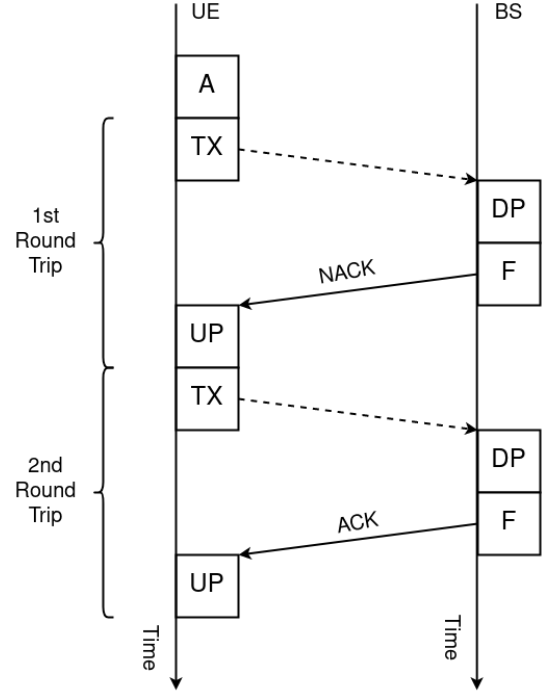 UE
BS
A
TX
DP
1st
Round
Trip
NACK
F
UP
TX
DP
2nd
Round
Trip
ACK
F
UP
Time
Time